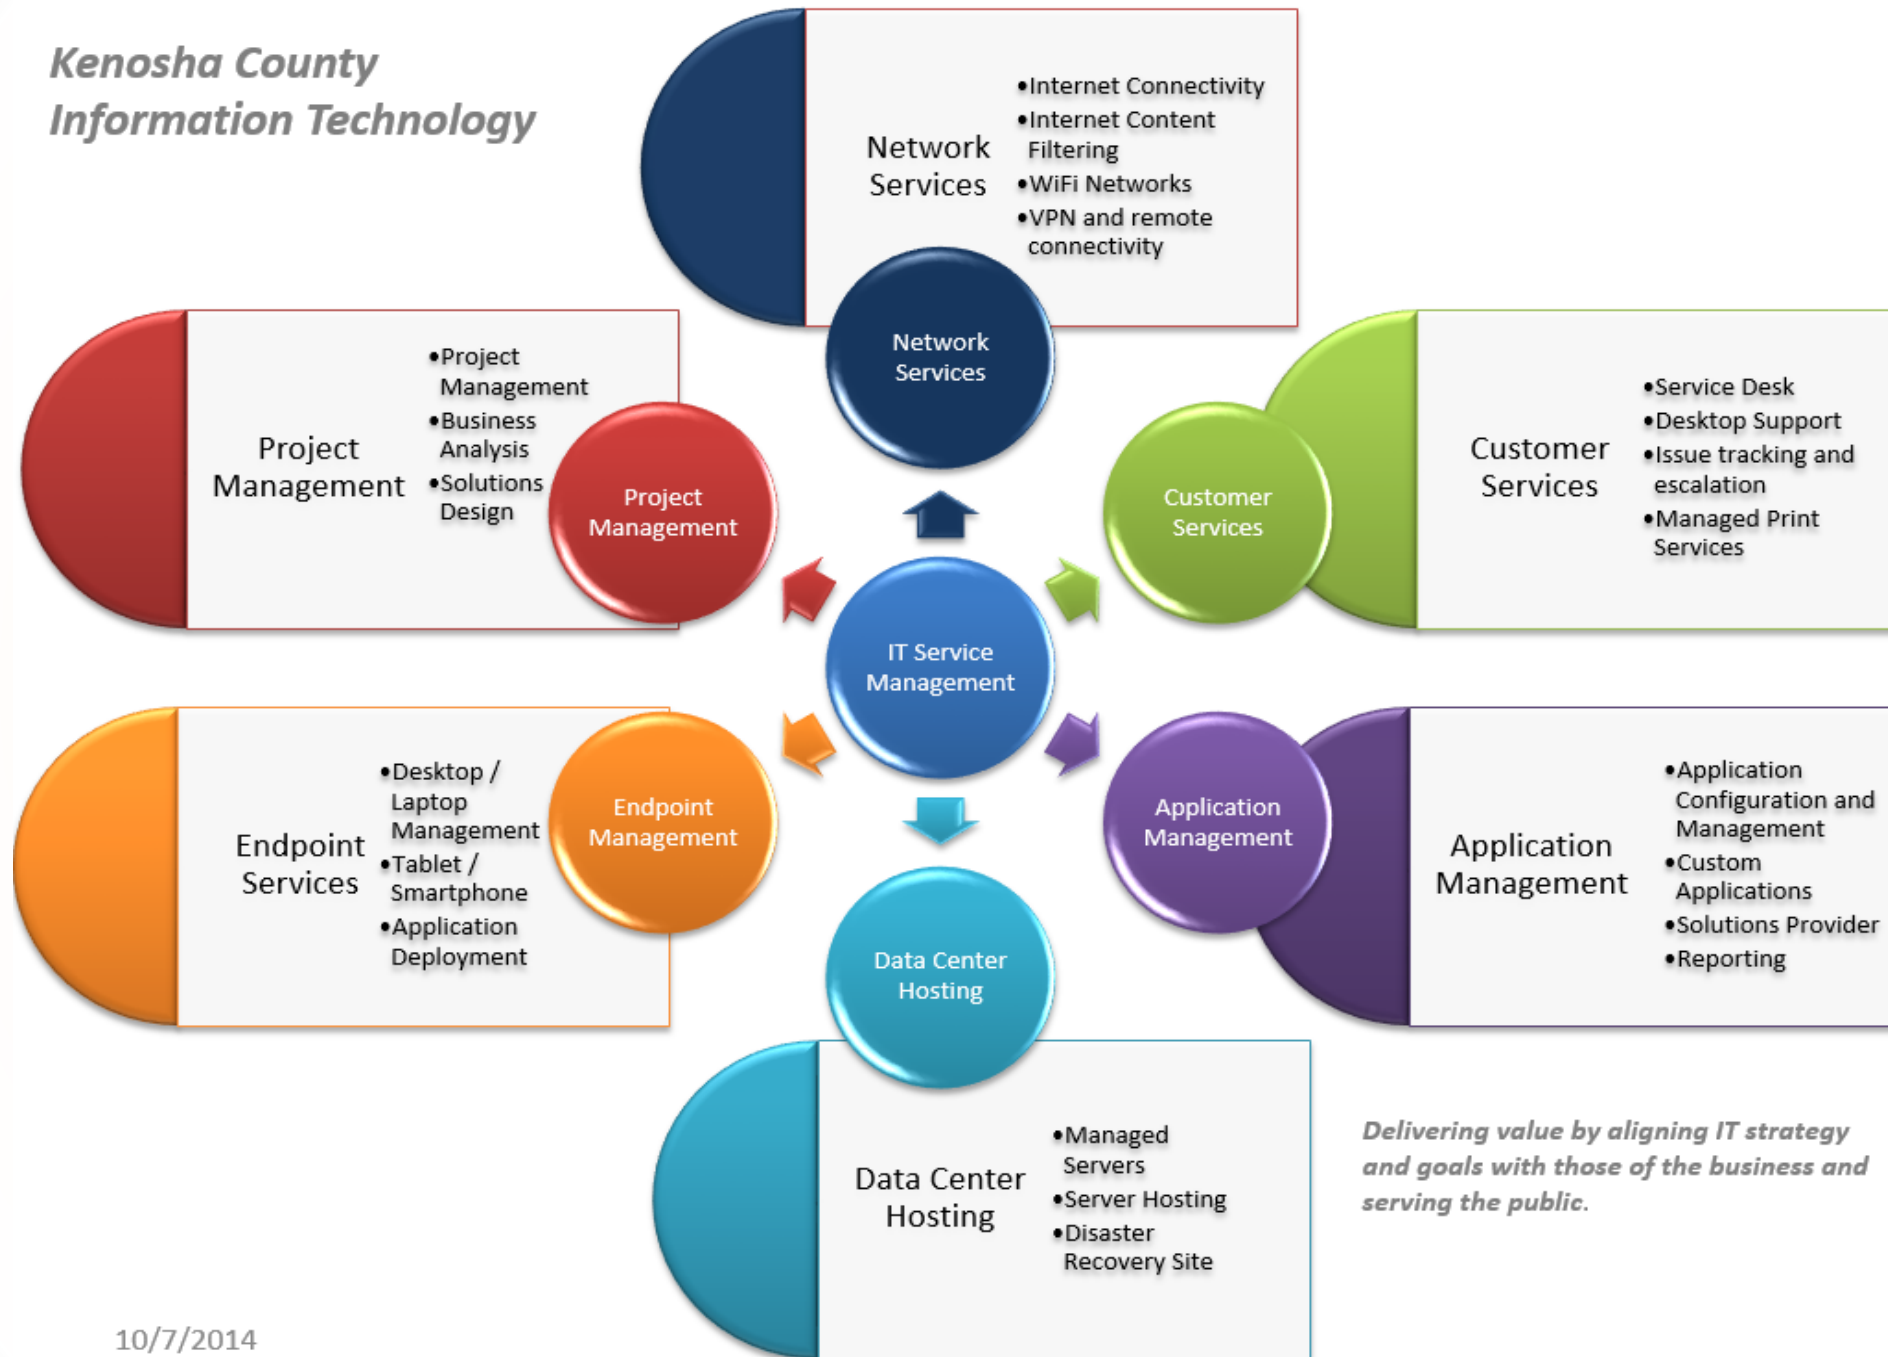 Kenosha County
Information Technology
Network
Services
•Internet Connectivity
•Internet Content
Filtering
•WiFi Networks
•VPN and remote
connectivity
Network
Services
Project
Management
•Project
Management
•Business
Analysis
•Solutions
Design
Project
Management
Customer
Services
Customer
Services
•Service Desk
•Desktop Support
•Issue tracking and
escalation
•Managed Print
Services
IT Service
Management
Endpoint
Services
•Desktop /
Laptop
Management
•Tablet /
Smartphone
•Application
Deployment
Endpoint
Management
Application
Management
Application
Management
•Application
Configuration and
Management
•Custom
Applications
•Solutions Provider
•Reporting
Data Center
Hosting
Data Center
Hosting
•Managed
Servers
•Server Hosting
•Disaster
Recovery Site
Delivering value by aligning IT strategy
and goals with those of the business and
serving the public.
10/7/2014